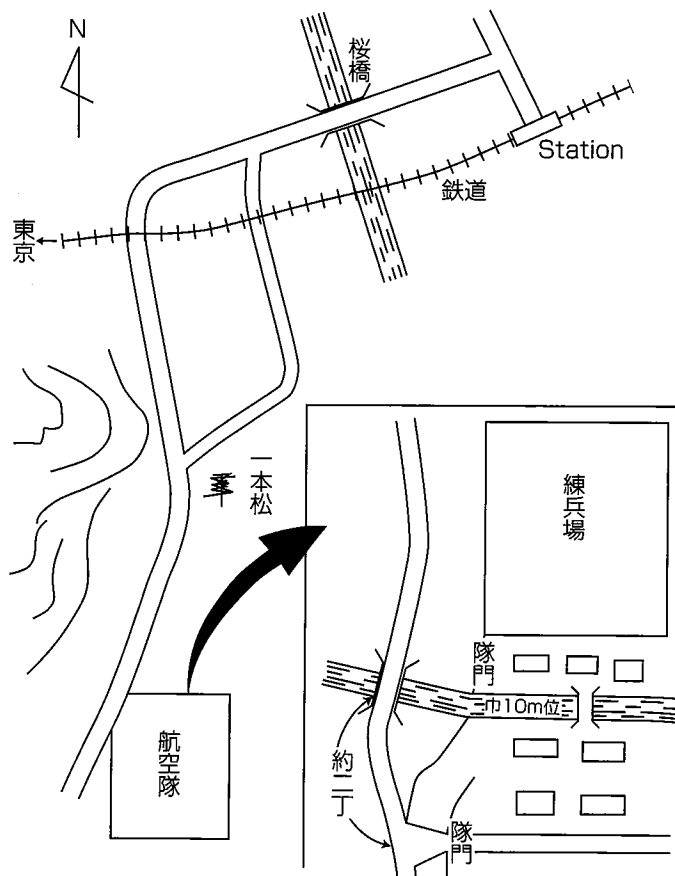 N
桜橋
Station
鉄道
東京
一本松
航空隊
練兵場
隊門
巾10m位
約二丁
隊門